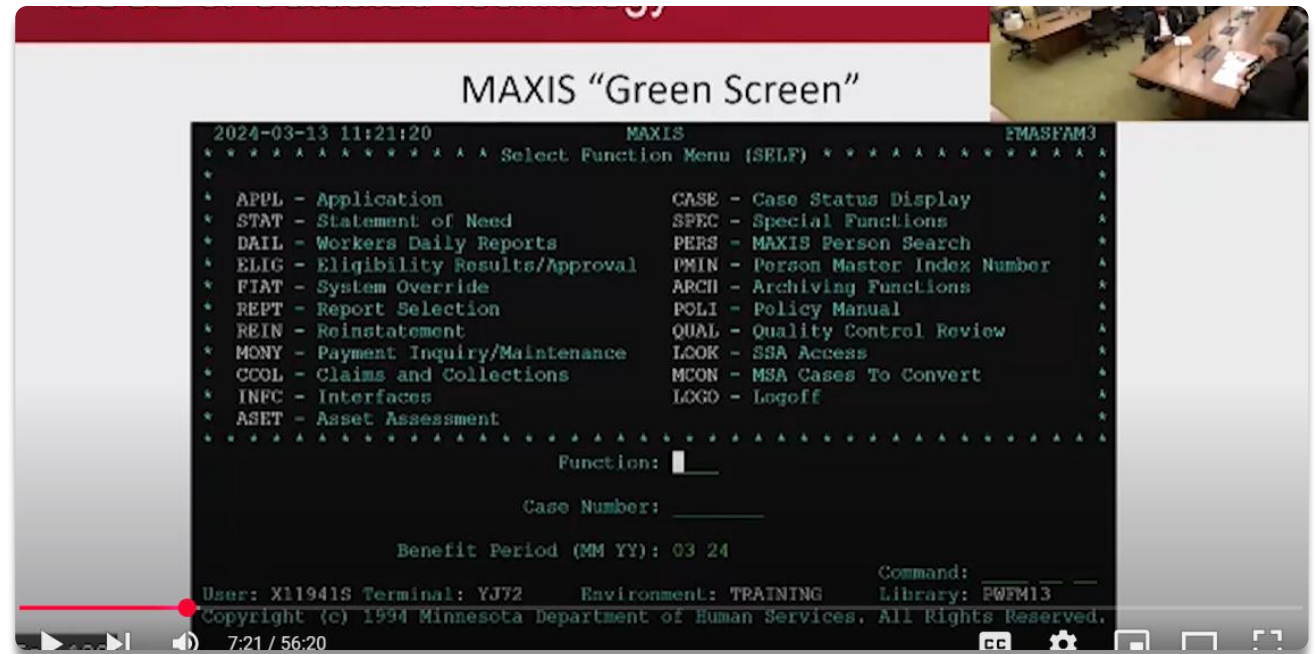 MAXIS “Green Screen”
2024-03-13 11:21:20 MAXIS FMASFAM3
* * * * * * * * * * * * * Select Function Menu (SELF) * * * * * * * * * * * * *
* *
* APPL - Application CASE - Case Status Display *
* STAT - Statement of Need SPEC - Special Functions *
* DAIL - Workers Daily Reports PERS - MAXIS Person Search *
* ELIG - Eligibility Results/Approval PMIN - Person Master Index Number *
* FIAT - System Override ARCH - Archiving Functions *
* REPT - Report Selection POLI - Policy Manual *
* REIN - Reinstatement QUAL - Quality Control Review *
* MONY - Payment Inquiry/Maintenance LOOK - SSA Access *
* CCOL - Claims and Collections MCON - MSA Cases To Convert *
* INFC - Interfaces LOGO - Logoff *
* ASET - Asset Assessment *
* * * * * * * * * * * * * * * * * * * * * * * * * * * * * * * * * * * * * * * *
Function: ___
Case Number: ________
Benefit Period (MM YY): 03 24
Command: ____ __ __
User: X11941S Terminal: YJ72 Environment: TRAINING Library: PWFM13
Copyright (c) 1994 Minnesota Department of Human Services. All Rights Reserved.
7:21 / 56:20
CC